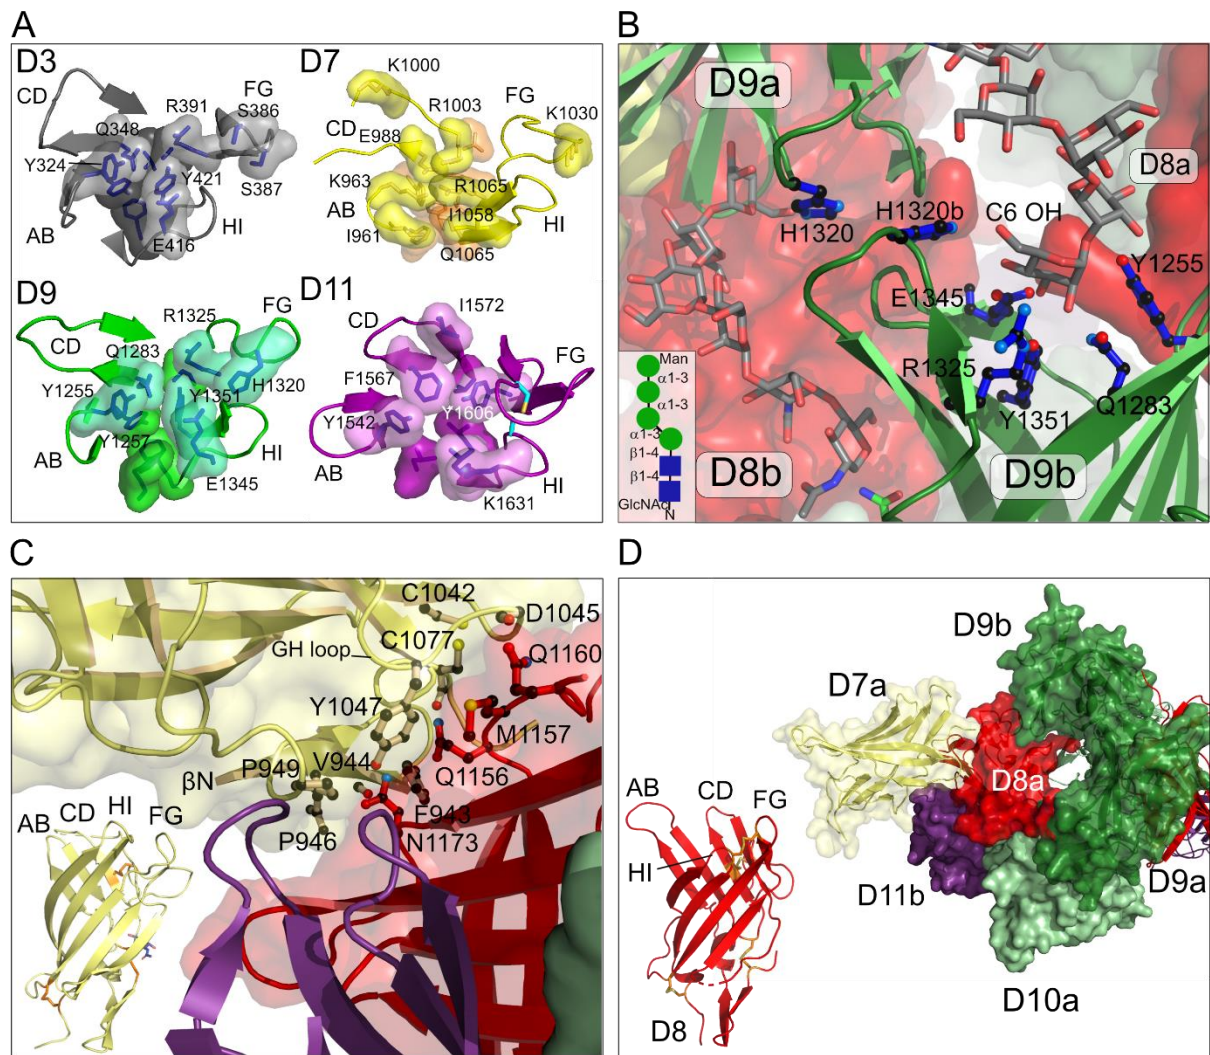 A
D3
CD
R391
FG
S386
Q348
Y324
Y421
S387
AB
HI
E416
D7
K1000
R1003
FG
CD
E988
K1030
K963
R1065
AB
I1058
HI
I961
Q1065
D9
R1325
FG
CD
Q1283
Y1255
Y1351
H1320
Y1257
AB
HI
E1345
D11
I1572
CD
FG
F1567
Y1542
Y1606
AB
HI
K1631
B
D9a
D8a
H1320b
C6 OH
H1320
Y1255
E1345
R1325
Q1283
Y1351
D8b
D9b
Man
α1-3
α1-3
α1-3
β1-4
β1-4
GlcNAc
N
C
C1042
D1045
C1077
GH loop
Q1160
Y1047
M1157
V944
Q1156
βN
P949
F943
N1173
P946
AB
CD
HI
FG
D
D9b
D7a
D8a
AB
CD
FG
HI
D11b
D9a
D10a
D8